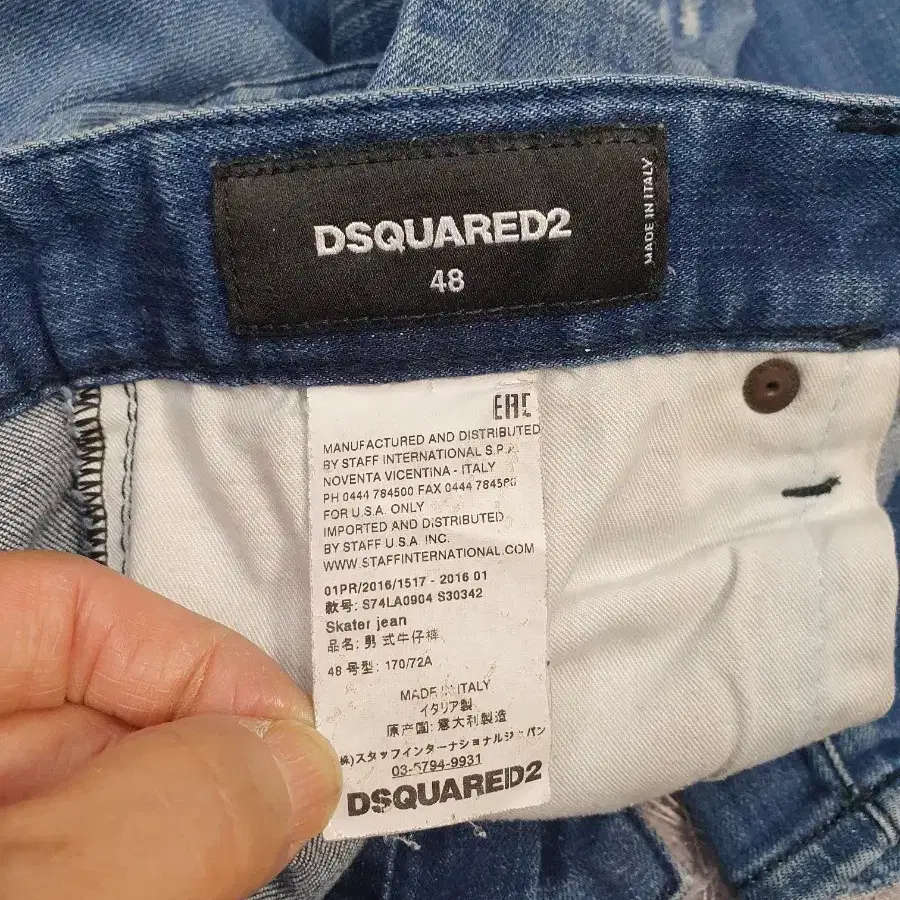 DSQUARED2
48
MADE IN ITALY
EAC
MANUFACTURED AND DISTRIBUTED
BY STAFF INTERNATIONAL S.P.A.
NOVENTA VICENTINA - ITALY
PH 0444 784500 FAX 0444 784580
FOR U.S.A. ONLY
IMPORTED AND DISTRIBUTED
BY STAFF U.S.A. INC.
WWW.STAFFINTERNATIONAL.COM
01PR/2016/1517 - 2016 01
款号: S74LA0904 S30342
Skater jean
品名: 男式牛仔裤
48 号型: 170/72A
MADE IN ITALY
イタリア製
原产国: 意大利製造
株)スタッフインターナショナルジャパン
03-5794-9931
DSQUARED2